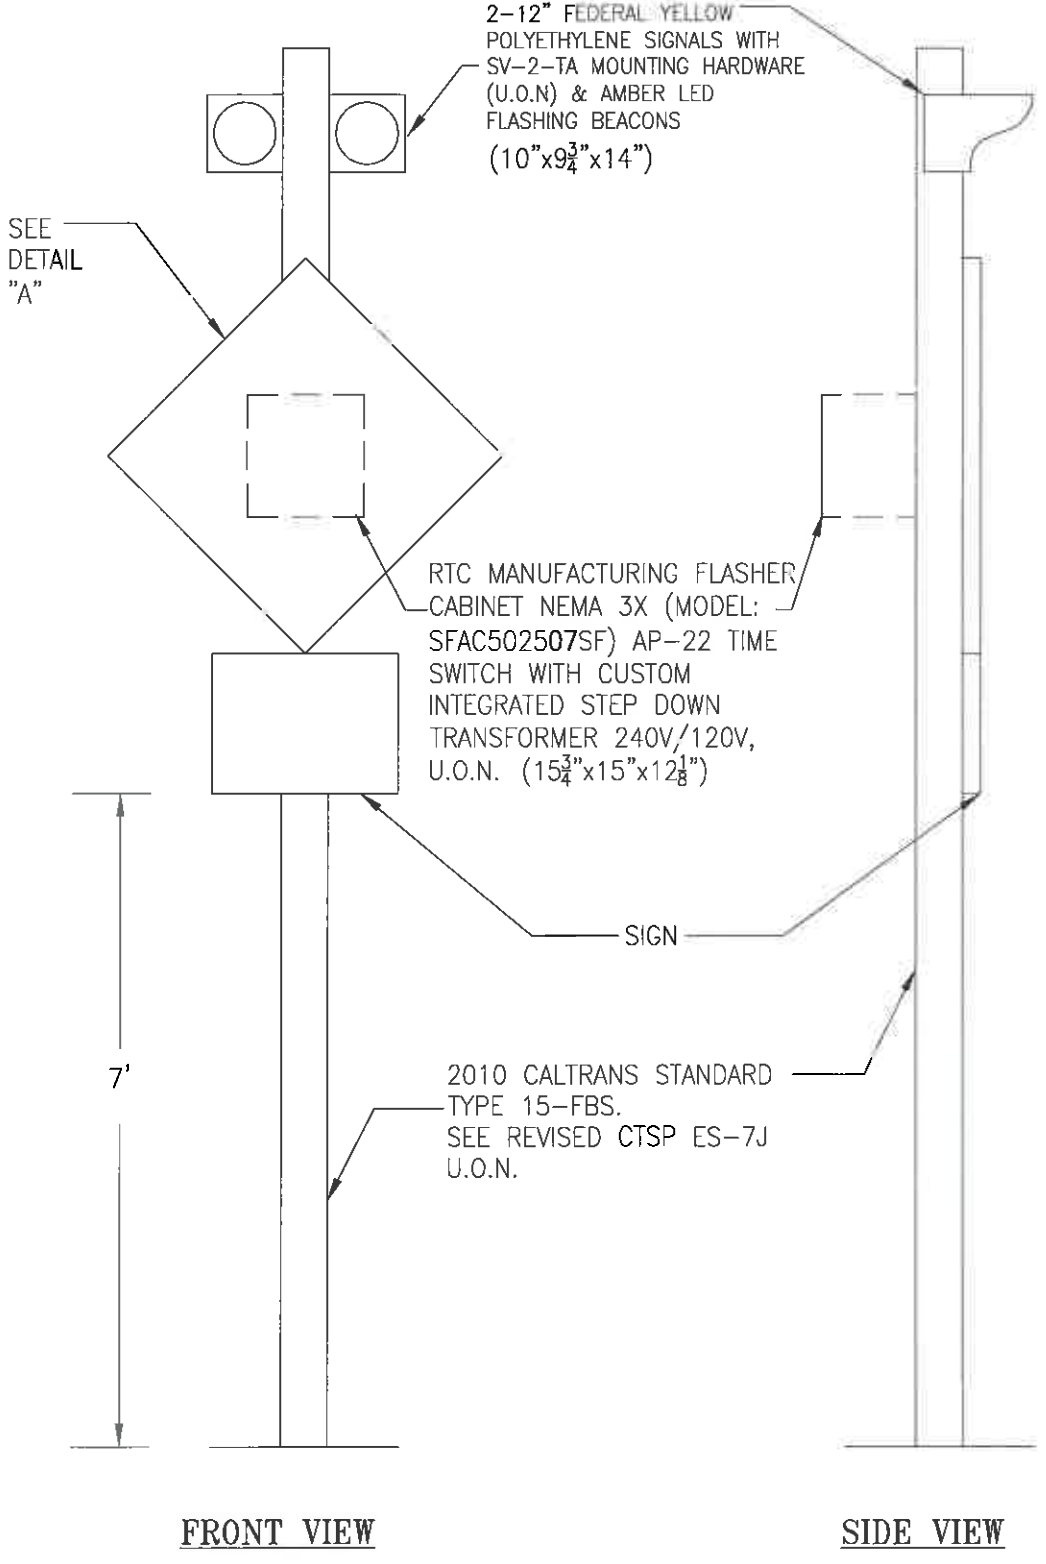 2-12" FEDERAL YELLOW
POLYETHYLENE SIGNALS WITH
SV-2-TA MOUNTING HARDWARE
(U.O.N) & AMBER LED
FLASHING BEACONS
(10"x9¾"x14")
SEE
DETAIL
"A"
RTC MANUFACTURING FLASHER
CABINET NEMA 3X (MODEL:
SFAC502507SF) AP-22 TIME
SWITCH WITH CUSTOM
INTEGRATED STEP DOWN
TRANSFORMER 240V/120V,
U.O.N. (15¾"x15"x12⅛")
SIGN
7'
2010 CALTRANS STANDARD
TYPE 15-FBS.
SEE REVISED CTSP ES-7J
U.O.N.
FRONT VIEW
SIDE VIEW